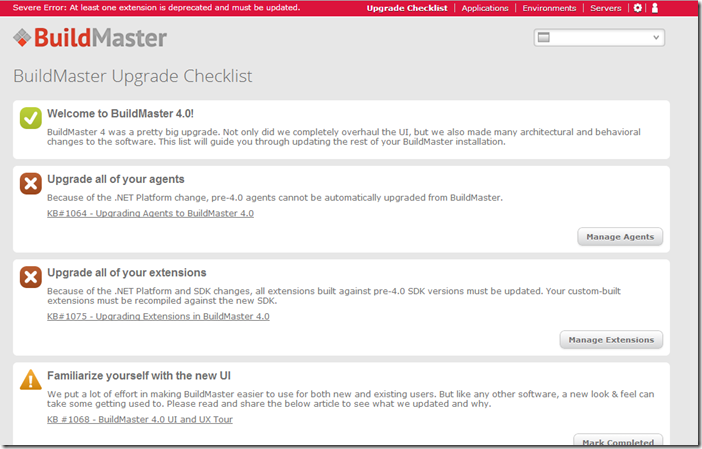 Severe Error: At least one extension is deprecated and must be updated.
Upgrade Checklist | Applications | Environments | Servers
BuildMaster
BuildMaster Upgrade Checklist
Welcome to BuildMaster 4.0!
BuildMaster 4 was a pretty big upgrade. Not only did we completely overhaul the UI, but we also made many architectural and behavioral
changes to the software. This list will guide you through updating the rest of your BuildMaster installation.
Upgrade all of your agents
Because of the .NET Platform change, pre-4.0 agents cannot be automatically upgraded from BuildMaster.
KB#1064 - Upgrading Agents to BuildMaster 4.0
Manage Agents
Upgrade all of your extensions
Because of the .NET Platform and SDK changes, all extensions built against pre-4.0 SDK versions must be updated. Your custom-built
extensions must be recompiled against the new SDK.
KB#1075 - Upgrading Extensions in BuildMaster 4.0
Manage Extensions
Familiarize yourself with the new UI
We put a lot of effort in making BuildMaster easier to use for both new and existing users. But like any other software, a new look & feel can
take some getting used to. Please read and share the below article to see what we updated and why.
KB #1068 - BuildMaster 4.0 UI and UX Tour
Mark Completed